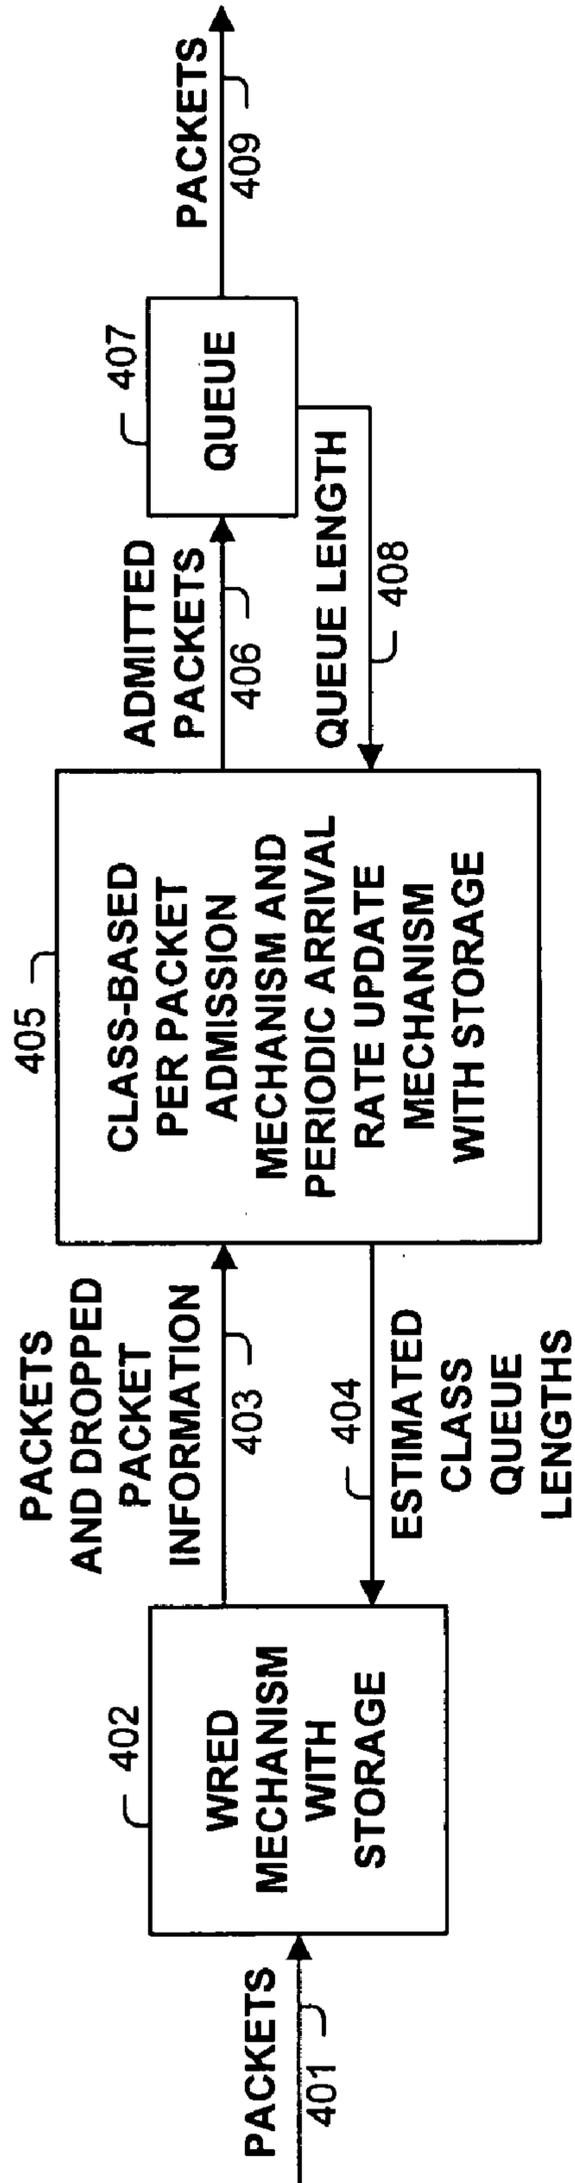 PACKETS
401
402
WRED
MECHANISM
WITH
STORAGE
PACKETS
AND DROPPED
PACKET
INFORMATION
403
404
ESTIMATED
CLASS
QUEUE
LENGTHS
405
CLASS-BASED
PER PACKET
ADMISSION
MECHANISM AND
PERIODIC ARRIVAL
RATE UPDATE
MECHANISM
WITH STORAGE
ADMITTED
PACKETS
406
QUEUE LENGTH
408
407
QUEUE
PACKETS
409